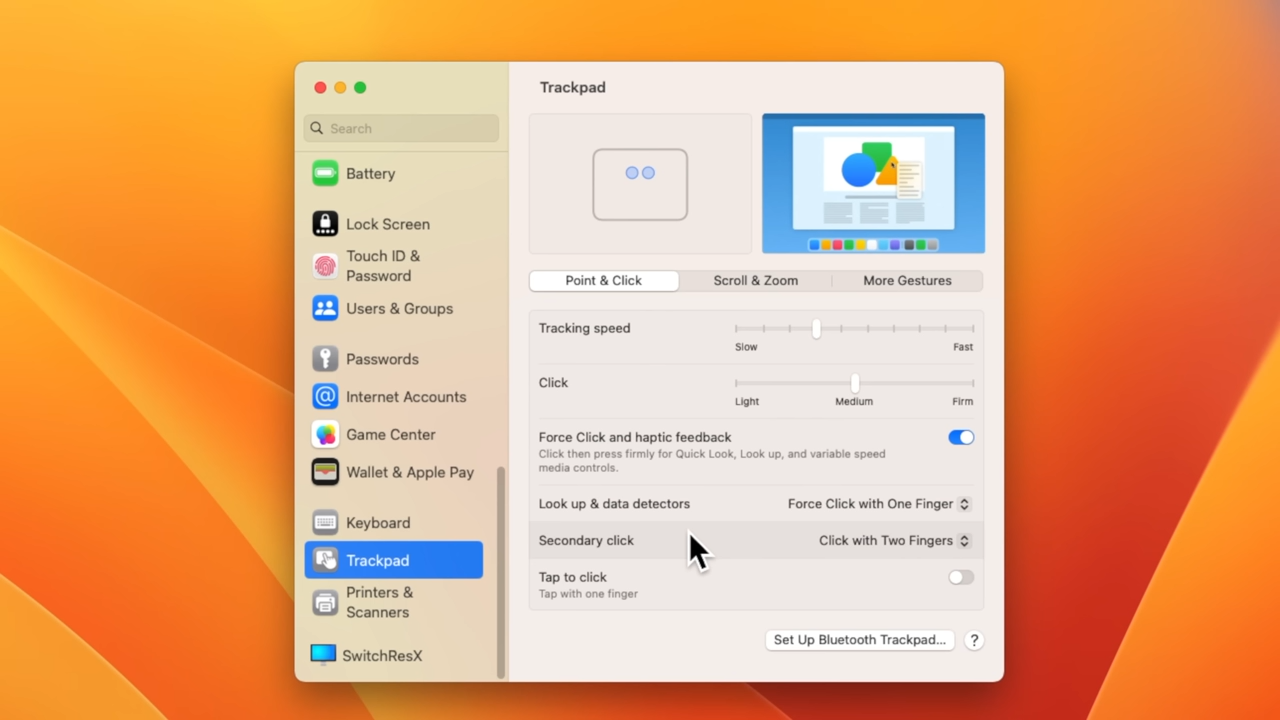 Search
Battery
Lock Screen
Touch ID &
Password
Users & Groups
Passwords
Internet Accounts
Game Center
Wallet & Apple Pay
Keyboard
Trackpad
Printers &
Scanners
SwitchResX
Trackpad
Point & Click
Scroll & Zoom
More Gestures
Tracking speed
Slow
Fast
Click
Light
Medium
Firm
Force Click and haptic feedback
Click then press firmly for Quick Look, Look up, and variable speed
media controls.
Look up & data detectors
Force Click with One Finger
Secondary click
Click with Two Fingers
Tap to click
Tap with one finger
Set Up Bluetooth Trackpad...
?